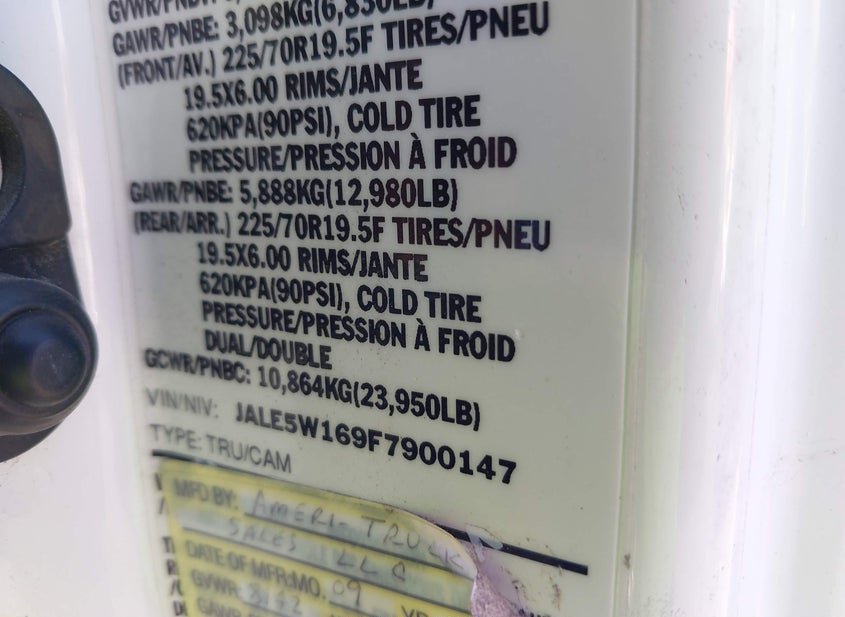 GAWR/PNBE: 3,098KG(6,830LB)
(FRONT/AV.) 225/70R19.5F TIRES/PNEU
19.5X6.00 RIMS/JANTE
620KPA(90PSI), COLD TIRE
PRESSURE/PRESSION À FROID
GAWR/PNBE: 5,888KG(12,980LB)
(REAR/ARR.) 225/70R19.5F TIRES/PNEU
19.5X6.00 RIMS/JANTE
620KPA(90PSI), COLD TIRE
PRESSURE/PRESSION À FROID
DUAL/DOUBLE
GCWR/PNBC: 10,864KG(23,950LB)
VIN/NIV: JALE5W169F7900147
TYPE: TRU/CAM
MFD BY: AMERI-TRUCK
SALES LLC
DATE OF MFR:MO. 09
GVWR:
GAWR